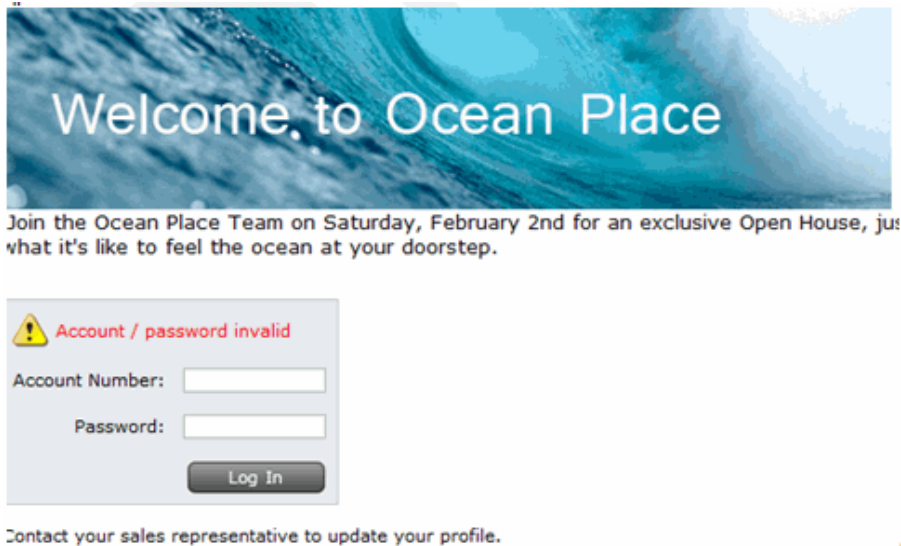 Welcome to Ocean Place
Join the Ocean Place Team on Saturday, February 2nd for an exclusive Open House, jus
what it's like to feel the ocean at your doorstep.
Account / password invalid
Account Number:
Password:
Log In
Contact your sales representative to update your profile.